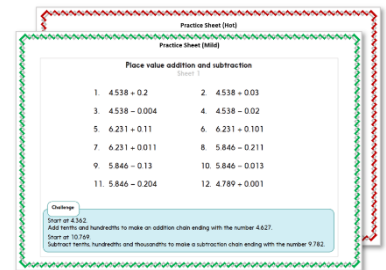 Practice Sheet (Hot)
Practice Sheet (Mild)
Place value addition and subtraction
Sheet 1
1. 4.538 + 0.2 2. 4.538 + 0.03
3. 4.538 – 0.004 4. 4.538 – 0.02
5. 6.231 + 0.11 6. 6.231 + 0.101
7. 6.231 + 0.011 8. 5.846 – 0.211
9. 5.846 – 0.13 10. 5.846 – 0.013
11. 5.846 – 0.204 12. 4.789 + 0.001
Challenge
Start at 4.362.
Add tenths and hundredths to make an addition chain ending with the number 4.627.
Start at 10.769.
Subtract tenths, hundredths and thousandths to make a subtraction chain ending with the number 9.782.